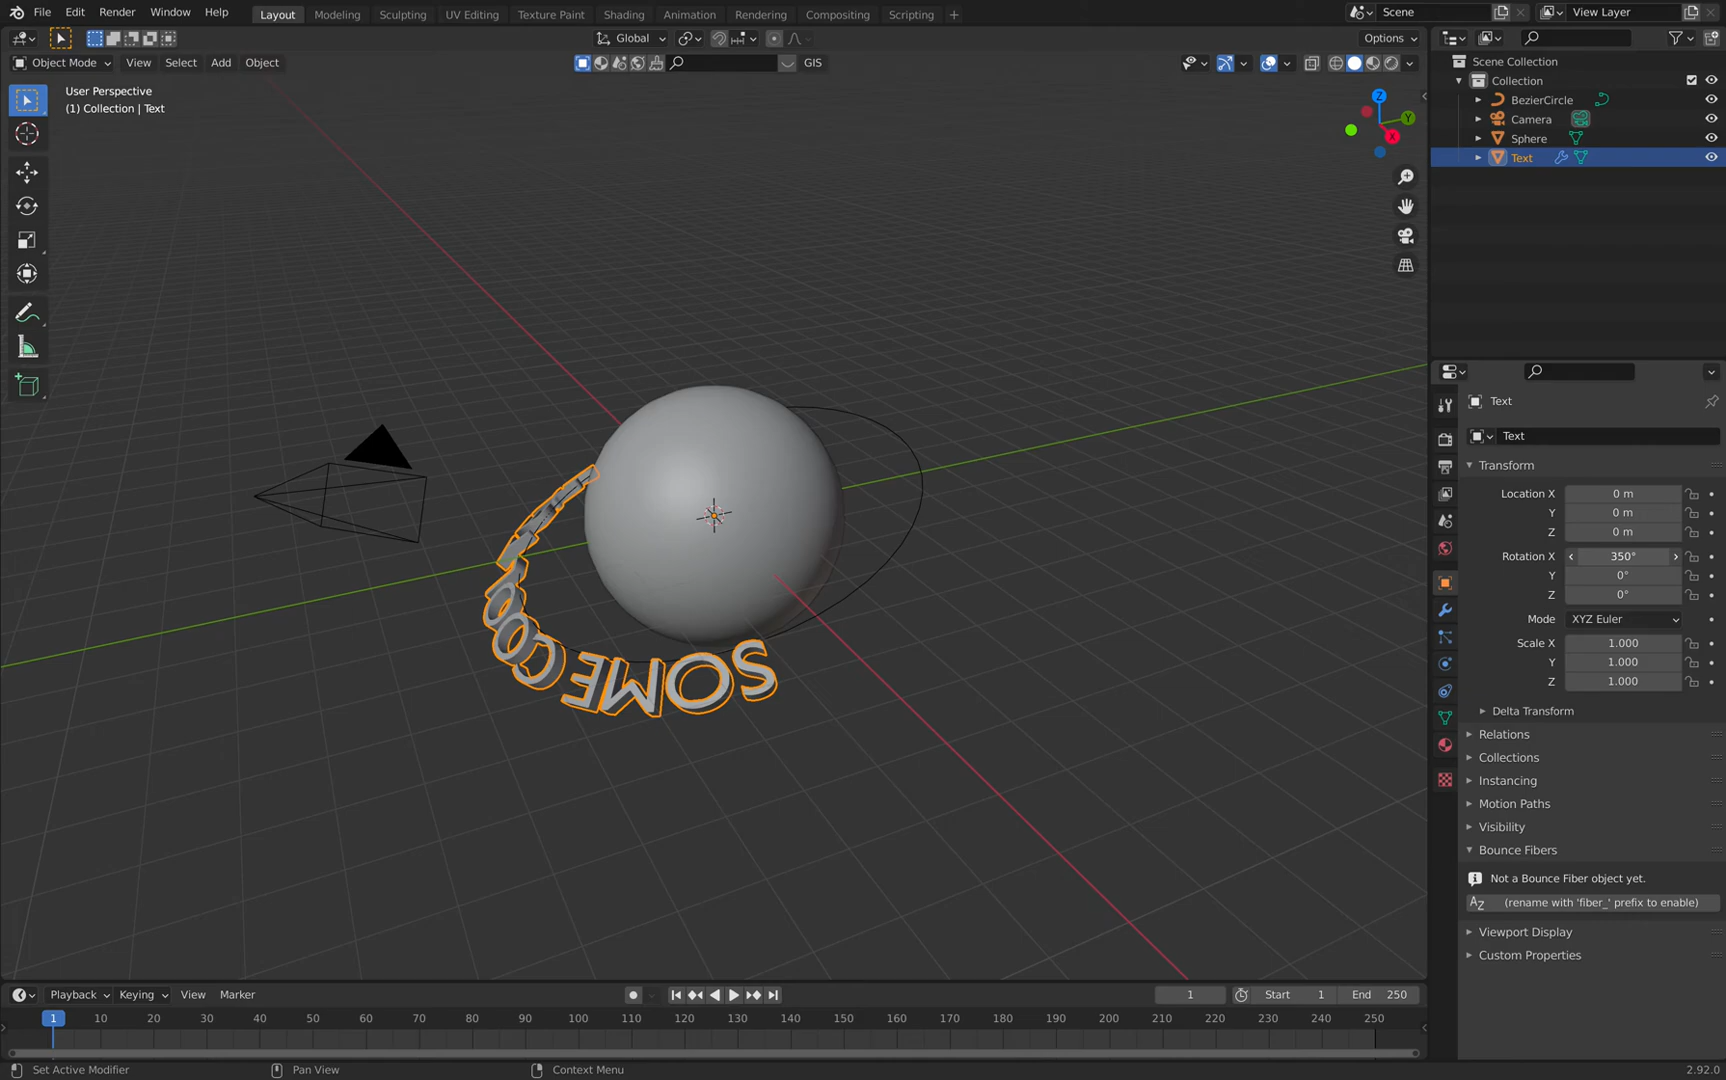 File Edit Render Window Help Layout Modeling Sculpting UV Editing Texture Paint Shading Animation Rendering Compositing Scripting + Scene View Layer
Global Options
Object Mode View Select Add Object GIS
User Perspective
(1) Collection | Text
Z
Y
X
SOME COO
Scene Collection
Collection
BezierCircle
Camera
Sphere
Text
Text
Text
Transform
Location X 0 m
Y 0 m
Z 0 m
Rotation X 350°
Y 0°
Z 0°
Mode XYZ Euler
Scale X 1.000
Y 1.000
Z 1.000
Delta Transform
Relations
Collections
Instancing
Motion Paths
Visibility
Bounce Fibers
Not a Bounce Fiber object yet.
(rename with 'fiber_' prefix to enable)
Viewport Display
Custom Properties
Playback Keying View Marker 1 Start 1 End 250
1 10 20 30 40 50 60 70 80 90 100 110 120 130 140 150 160 170 180 190 200 210 220 230 240 250
Set Active Modifier Pan View Context Menu 2.92.0